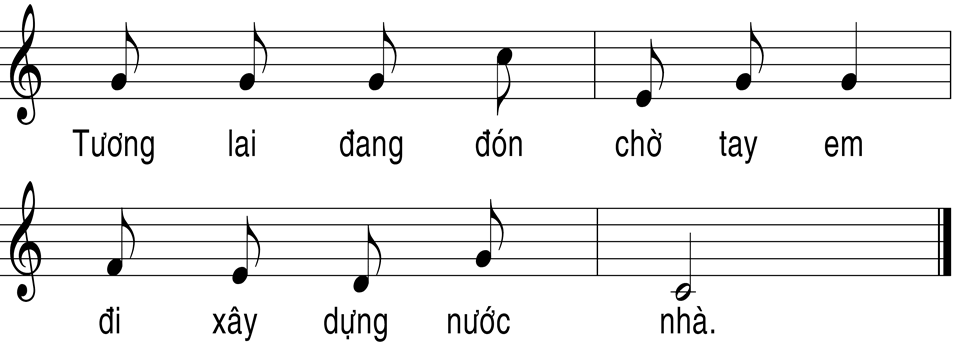 Tương lai đang đón chờ tay em
đi xây dựng nước nhà.